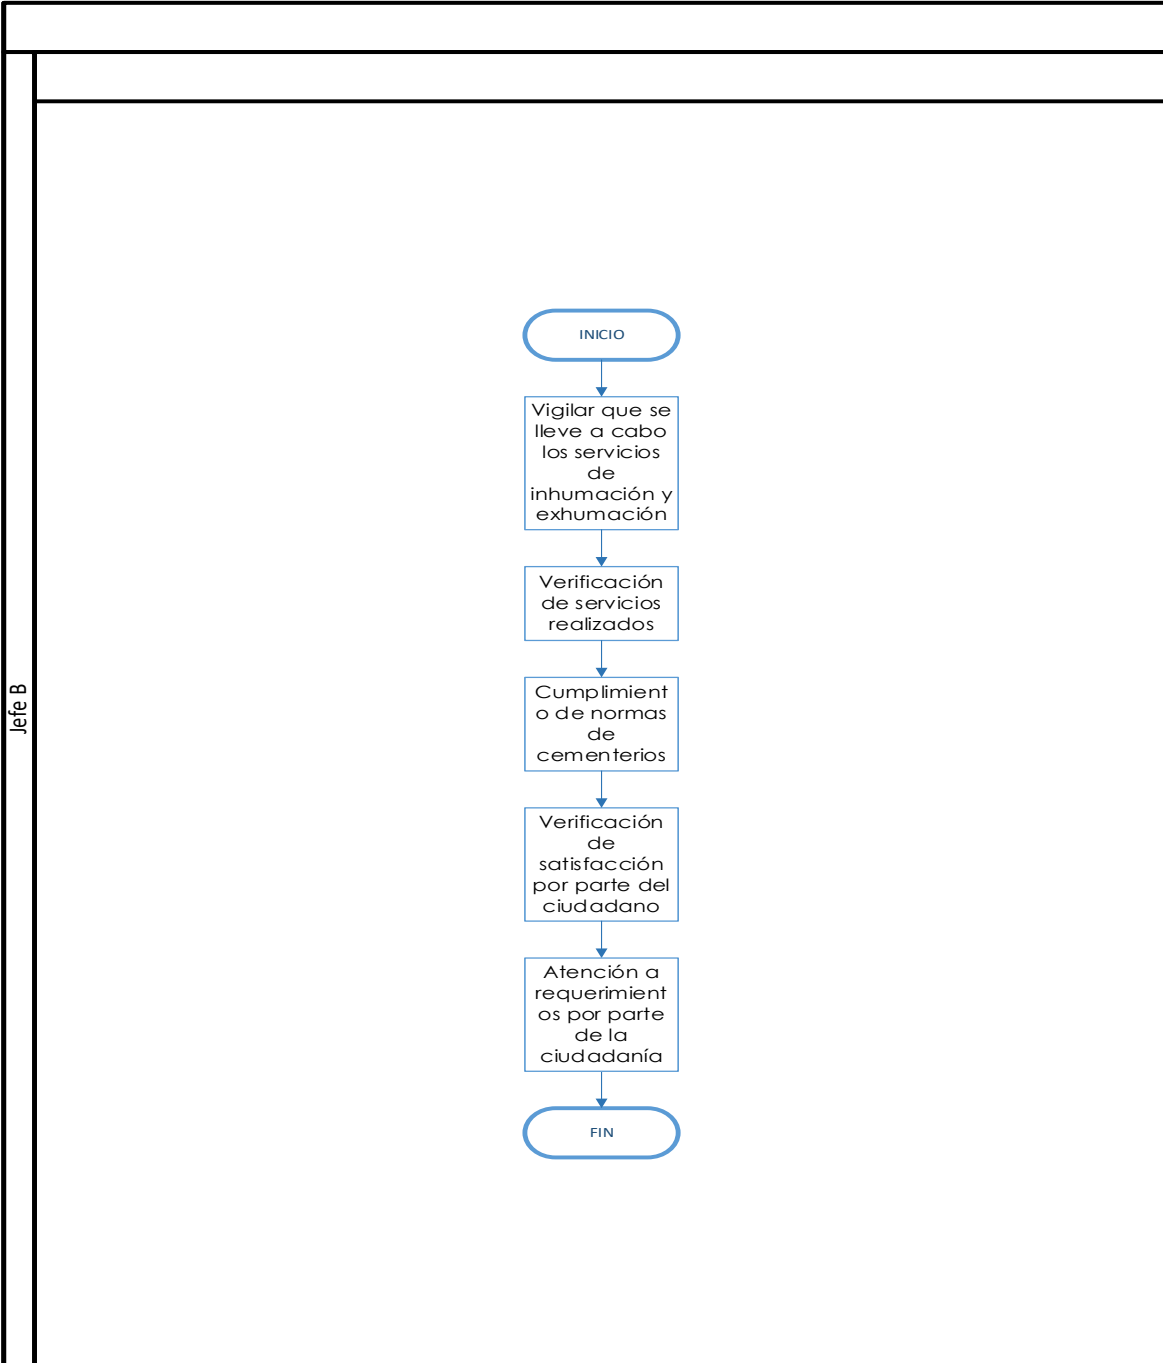 INICIO
Vigilar que se
lleve a cabo
los servicios
de
inhumación y
exhumación
Verificación
de servicios
realizados
Cumplimient
o de normas
de
cementerios
Jefe B
Verificación
de
satisfacción
por parte del
ciudadano
Atención a
requerimient
os por parte
de la
ciudadanía
FIN